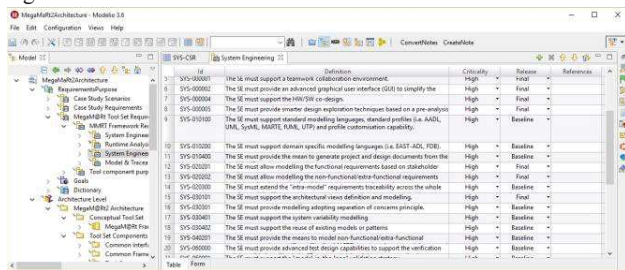 MegaMaRt2Architecture - Modelio 3.6
File Edit Configuration Views Help
ConvertNotes CreateNote
Model
SYS-CSR
System Engineering
MegaMaRt2Architecture
RequirementsPurpose
Case Study Scenarios
Case Study Requirements
MegaM@Rt Tool Set Requir
MMRT Framework Re
System Enginee
Runtime Analys
System Enginee
Model & Tracea
Tool component purp
Goals
Dictionary
Architecture Level
MegaM@Rt2 Architecture
Conceptual Tool Set
MegaM@Rt Fra
Tool Set Components
Common Interfa
Common Frame
Id Definition Criticality Release References
5 SYS-000001 The SE must support a teamwork collaboration environment. High Final
6 SYS-000002 The SE must provide an advanced graphical user interface (GUI) to simplify the High Final
7 SYS-000004 The SE must support the HW/SW co-design. High Final
8 SYS-000005 The SE must provide smarter design exploration techniques based on a pre-analysis High Final
9 SYS-010100 The SE must support standard modelling languages, standard profiles (i.e. AADL, High Baseline
UML, SysML, MARTE, fUML, UTP) and profile customisation capability.
10 SYS-010200 The SE must support domain specific modelling languages (i.e. EAST-ADL, FDB). High Baseline
11 SYS-010400 The SE must provide the mean to generate project and design documents from the High Baseline
12 SYS-020201 The SE must allow modelling the functional requirements based on stakeholder High Final
13 SYS-020202 The SE must allow modelling the non-functional/extra-functional requirements High Final
14 SYS-020300 The SE must extend the "intra-model" requirements traceability across the whole High Baseline
15 SYS-030101 The SE must support the architectural views definition and modelling. High Final
16 SYS-030301 The SE must provide modelling adopting separation of concerns principle. High Baseline
17 SYS-030401 The SE must support the system variability modelling High Baseline
18 SYS-030402 The SE must support the reuse of existing models or patterns High Baseline
19 SYS-040201 The SE must provide the means to model non-functional/extra-functional High Baseline
20 SYS-060000 The SE must provide advanced test design capabilities to support the verification High Baseline
Table Form